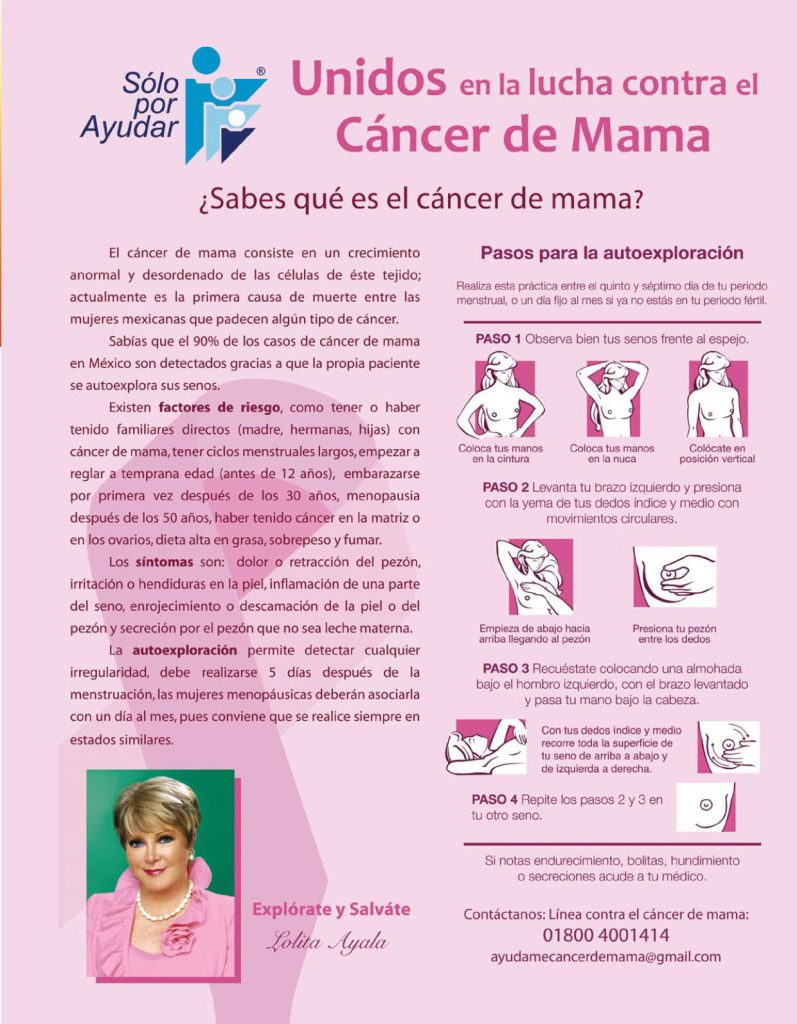 Sólo
por
Ayudar
®
Unidos en la lucha contra el
Cáncer de Mama
¿Sabes qué es el cáncer de mama?
El cáncer de mama consiste en un crecimiento
anormal y desordenado de las células de éste tejido;
actualmente es la primera causa de muerte entre las
mujeres mexicanas que padecen algún tipo de cáncer.
Sabías que el 90% de los casos de cáncer de mama
en México son detectados gracias a que la propia paciente
se autoexplora sus senos.
Existen factores de riesgo, como tener o haber
tenido familiares directos (madre, hermanas, hijas) con
cáncer de mama, tener ciclos menstruales largos, empezar a
reglar a temprana edad (antes de 12 años), embarazarse
por primera vez después de los 30 años, menopausia
después de los 50 años, haber tenido cáncer en la matriz o
en los ovarios, dieta alta en grasa, sobrepeso y fumar.
Los síntomas son: dolor o retracción del pezón,
irritación o hendiduras en la piel, inflamación de una parte
del seno, enrojecimiento o descamación de la piel o del
pezón y secreción por el pezón que no sea leche materna.
La autoexploración permite detectar cualquier
irregularidad, debe realizarse 5 días después de la
menstruación, las mujeres menopáusicas deberán asociarla
con un día al mes, pues conviene que se realice siempre en
estados similares.
Explórate y Salváte
Lolita Ayala
Pasos para la autoexploración
Realiza esta práctica entre el quinto y séptimo día de tu periodo
menstrual, o un día fijo al mes si ya no estás en tu periodo fértil.
PASO 1 Observa bien tus senos frente al espejo.
Coloca tus manos
en la cintura
Coloca tus manos
en la nuca
Colócate en
posición vertical
PASO 2 Levanta tu brazo izquierdo y presiona
con la yema de tus dedos índice y medio con
movimientos circulares.
Empieza de abajo hacia
arriba llegando al pezón
Presiona tu pezón
entre los dedos
PASO 3 Recuéstate colocando una almohada
bajo el hombro izquierdo, con el brazo levantado
y pasa tu mano bajo la cabeza.
Con tus dedos índice y medio
recorre toda la superficie de
tu seno de arriba a abajo y
de izquierda a derecha.
PASO 4 Repite los pasos 2 y 3 en
tu otro seno.
Si notas endurecimiento, bolitas, hundimiento
o secreciones acude a tu médico.
Contáctanos: Línea contra el cáncer de mama:
01800 4001414
ayudamecancerdemama@gmail.com